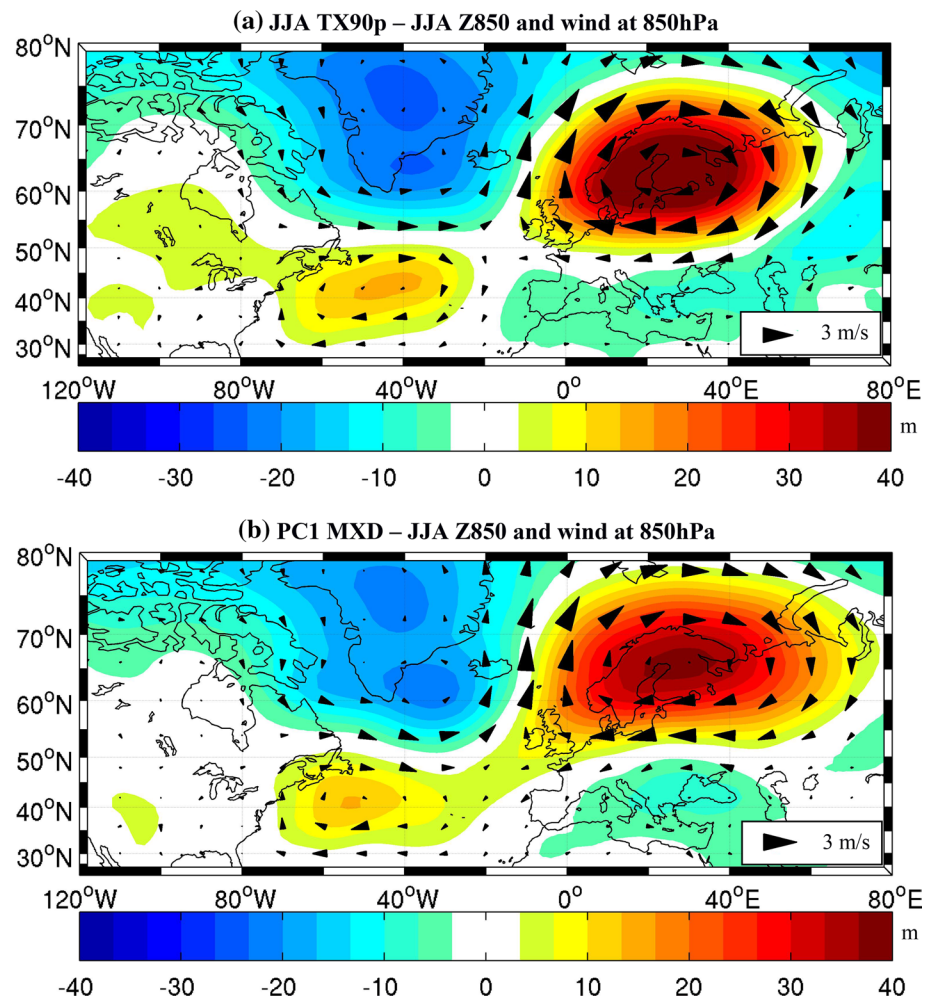 (a) JJA TX90p – JJA Z850 and wind at 850hPa
80°N
70°N
60°N
50°N
40°N
30°N
3 m/s
120°W 80°W 40°W 0° 40°E 80°E
m
-40 -30 -20 -10 0 10 20 30 40
(b) PC1 MXD – JJA Z850 and wind at 850hPa
80°N
70°N
60°N
50°N
40°N
30°N
3 m/s
120°W 80°W 40°W 0° 40°E 80°E
m
-40 -30 -20 -10 0 10 20 30 40